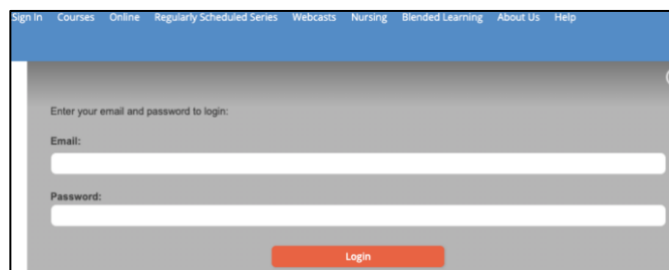 Sign In Courses Online Regularly Scheduled Series Webcasts Nursing Blended Learning About Us Help
Enter your email and password to login:
Email:
Password:
Login